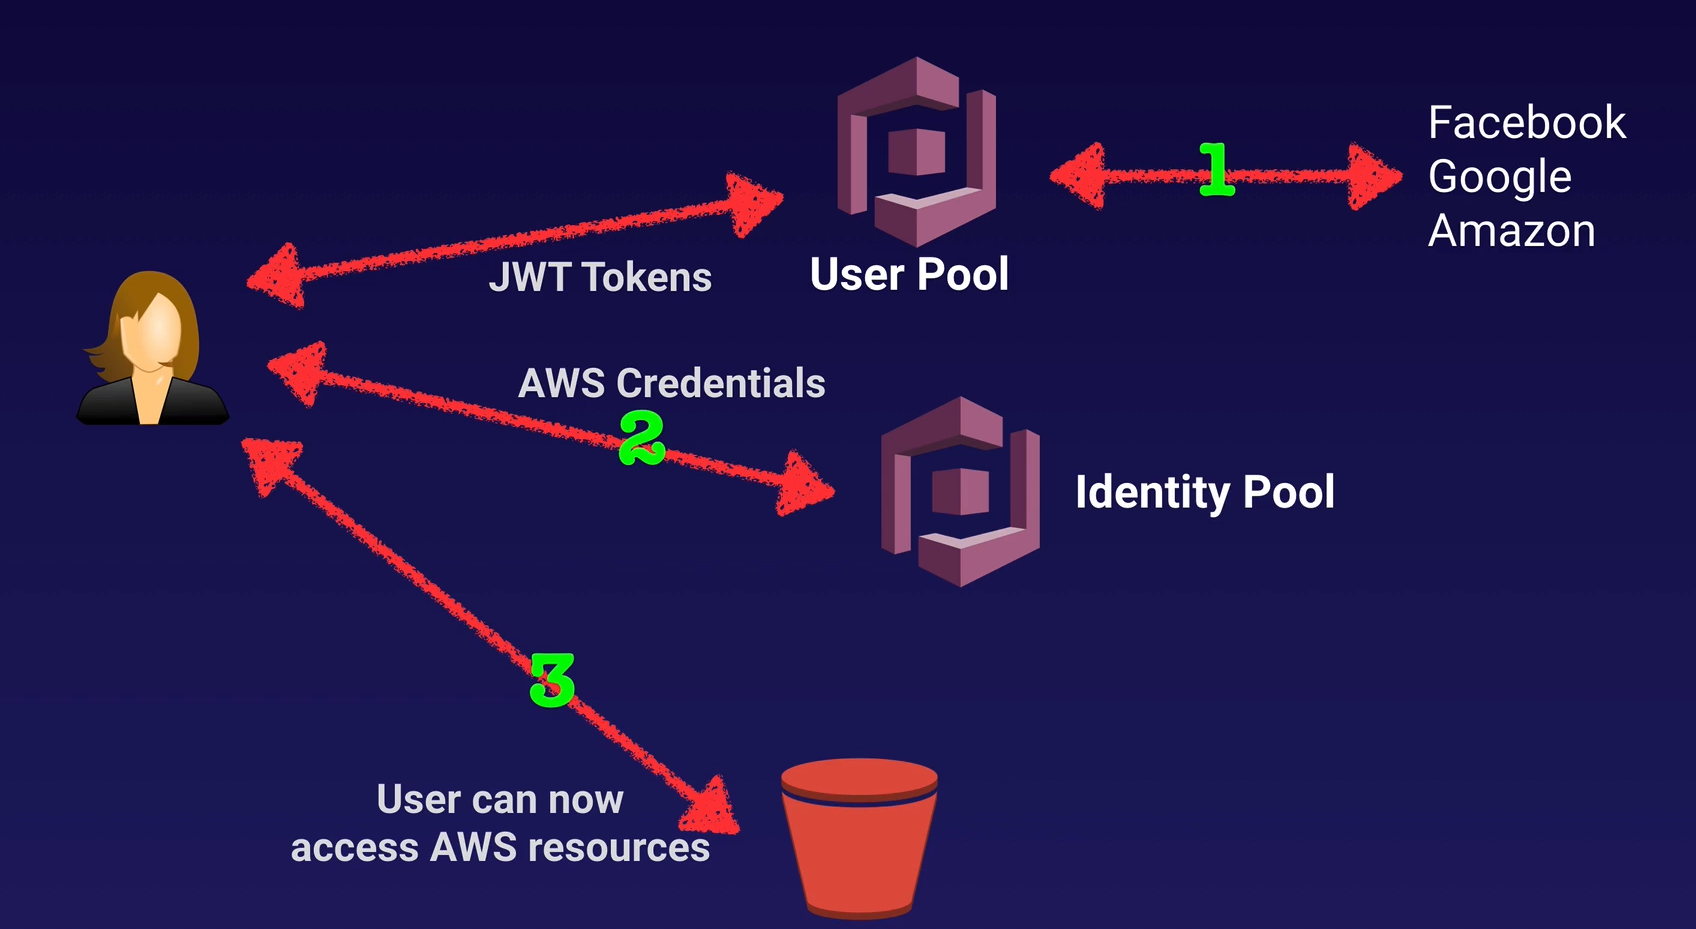 Facebook
1
Google
Amazon
JWT Tokens
User Pool
AWS Credentials
2
Identity Pool
3
User can now
access AWS resources